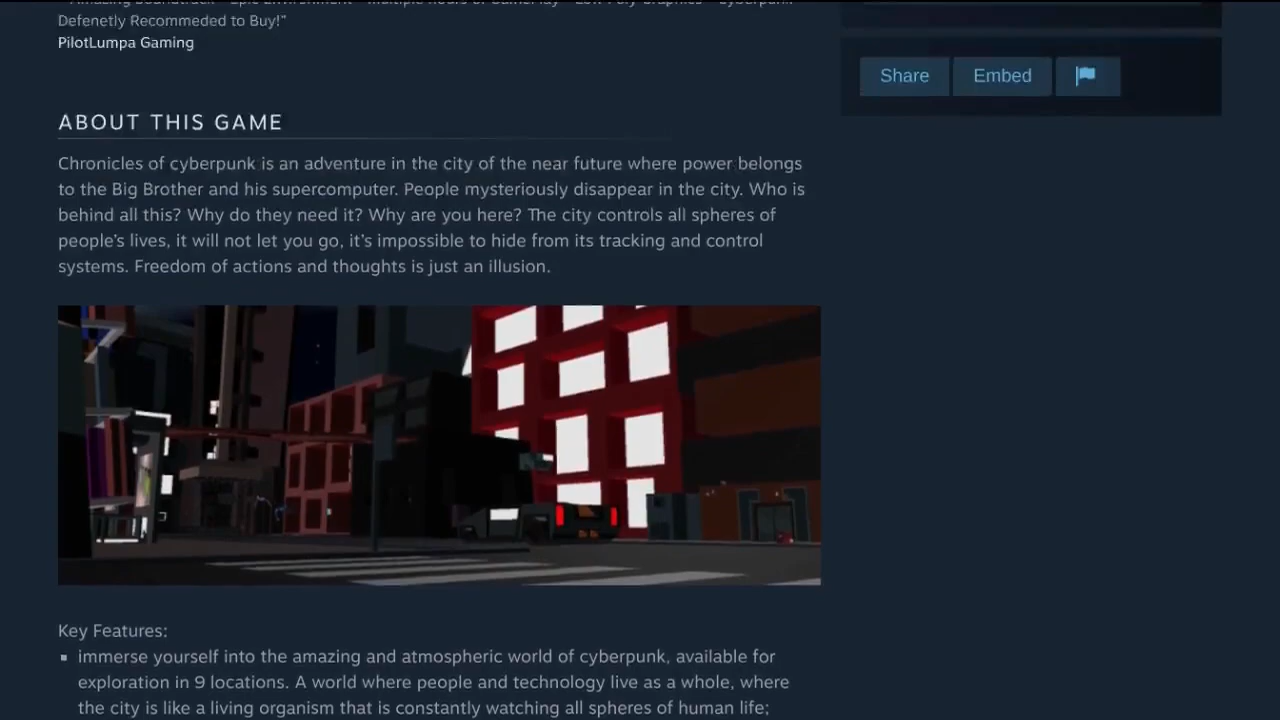 Defenetly Recommeded to Buy!"
PilotLumpa Gaming
Share
Embed
ABOUT THIS GAME
Chronicles of cyberpunk is an adventure in the city of the near future where power belongs
to the Big Brother and his supercomputer. People mysteriously disappear in the city. Who is
behind all this? Why do they need it? Why are you here? The city controls all spheres of
people's lives, it will not let you go, it's impossible to hide from its tracking and control
systems. Freedom of actions and thoughts is just an illusion.
Key Features:
▪ immerse yourself into the amazing and atmospheric world of cyberpunk, available for
exploration in 9 locations. A world where people and technology live as a whole, where
the city is like a living organism that is constantly watching all spheres of human life;